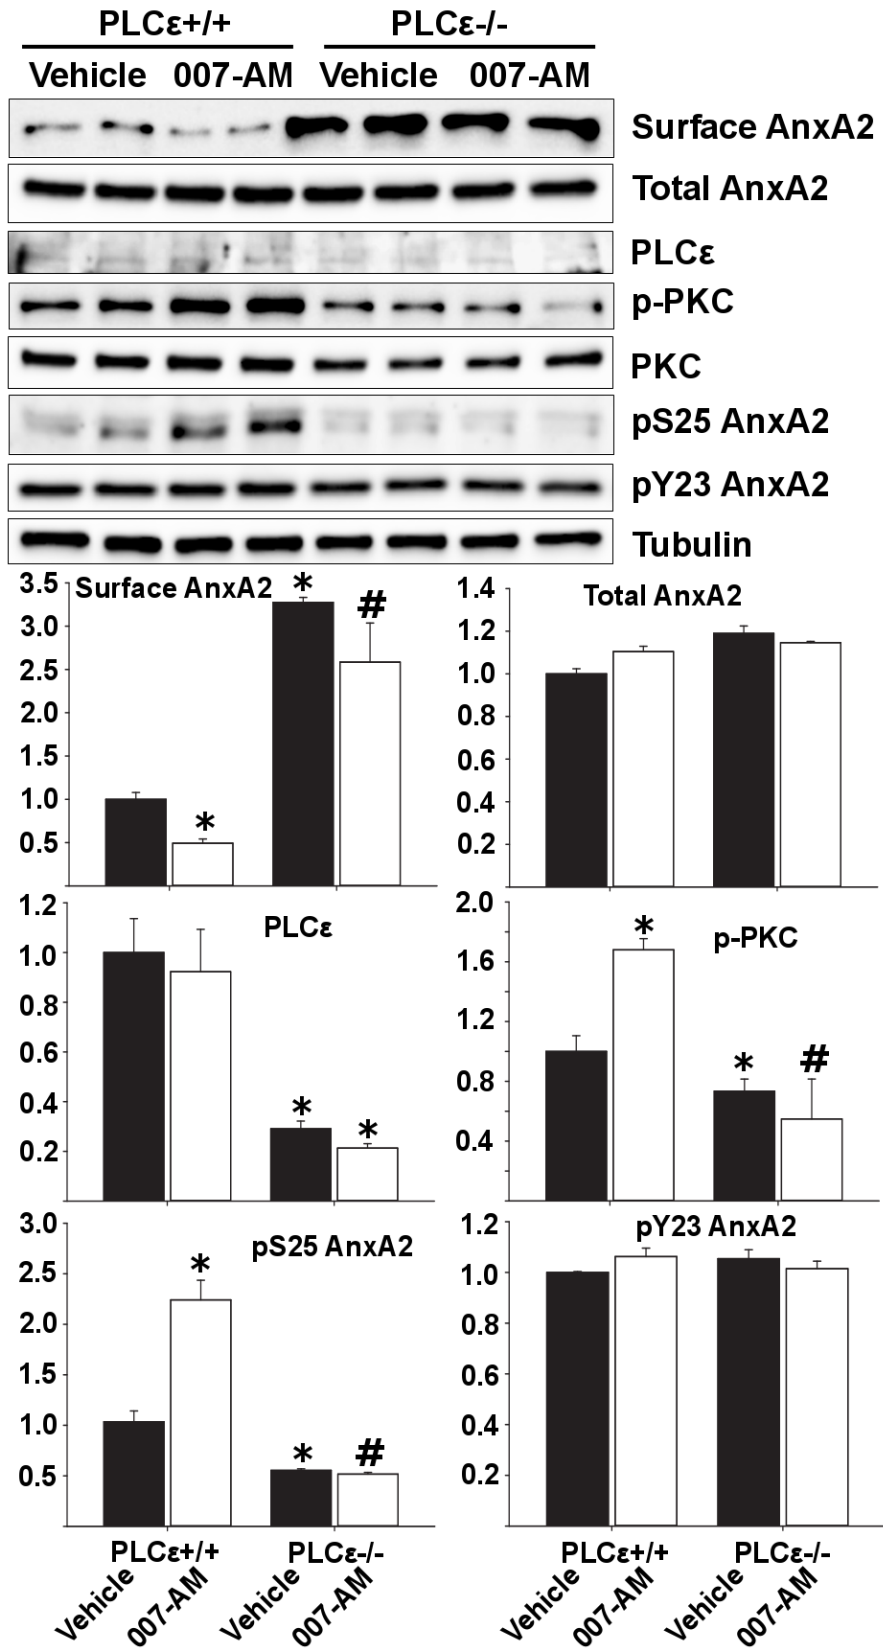 PLCε+/+ PLCε-/-
Vehicle 007-AM Vehicle 007-AM
Surface AnxA2
Total AnxA2
PLCε
p-PKC
PKC
pS25 AnxA2
pY23 AnxA2
Tubulin
Surface AnxA2
3.5
3.0
2.5
2.0
1.5
1.0
0.5
*
*
#
Total AnxA2
1.4
1.2
1.0
0.8
0.6
0.4
0.2
PLCε
1.2
1.0
0.8
0.6
0.4
0.2
*
*
p-PKC
2.0
1.6
1.2
0.8
0.4
*
*
#
pS25 AnxA2
3.0
2.5
2.0
1.5
1.0
0.5
*
*
#
pY23 AnxA2
1.2
1.0
0.8
0.6
0.4
0.2
PLCε+/+ PLCε-/-
Vehicle 007-AM Vehicle 007-AM
PLCε+/+ PLCε-/-
Vehicle 007-AM Vehicle 007-AM